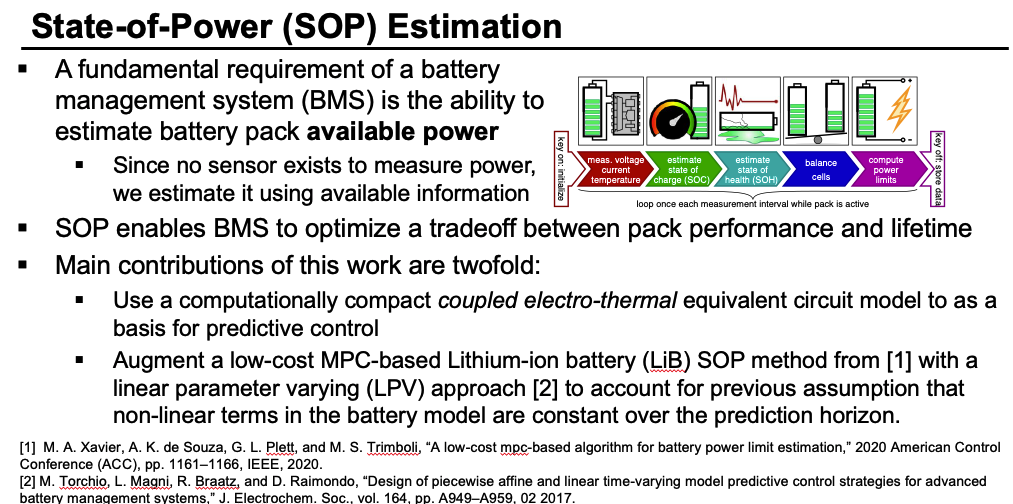 State-of-Power (SOP) Estimation
▪ A fundamental requirement of a battery
management system (BMS) is the ability to
estimate battery pack available power
▪ Since no sensor exists to measure power,
we estimate it using available information
key on: initialize
meas. voltage
current
temperature
estimate
state of
charge (SOC)
estimate
state of
health (SOH)
balance
cells
compute
power
limits
key off: store data
loop once each measurement interval while pack is active
▪ SOP enables BMS to optimize a tradeoff between pack performance and lifetime
▪ Main contributions of this work are twofold:
▪ Use a computationally compact coupled electro-thermal equivalent circuit model to as a
basis for predictive control
▪ Augment a low-cost MPC-based Lithium-ion battery (LiB) SOP method from [1] with a
linear parameter varying (LPV) approach [2] to account for previous assumption that
non-linear terms in the battery model are constant over the prediction horizon.
[1] M. A. Xavier, A. K. de Souza, G. L. Plett, and M. S. Trimboli, “A low-cost mpc-based algorithm for battery power limit estimation,” 2020 American Control
Conference (ACC), pp. 1161–1166, IEEE, 2020.
[2] M. Torchio, L. Magni, R. Braatz, and D. Raimondo, “Design of piecewise affine and linear time-varying model predictive control strategies for advanced
battery management systems,” J. Electrochem. Soc., vol. 164, pp. A949–A959, 02 2017.